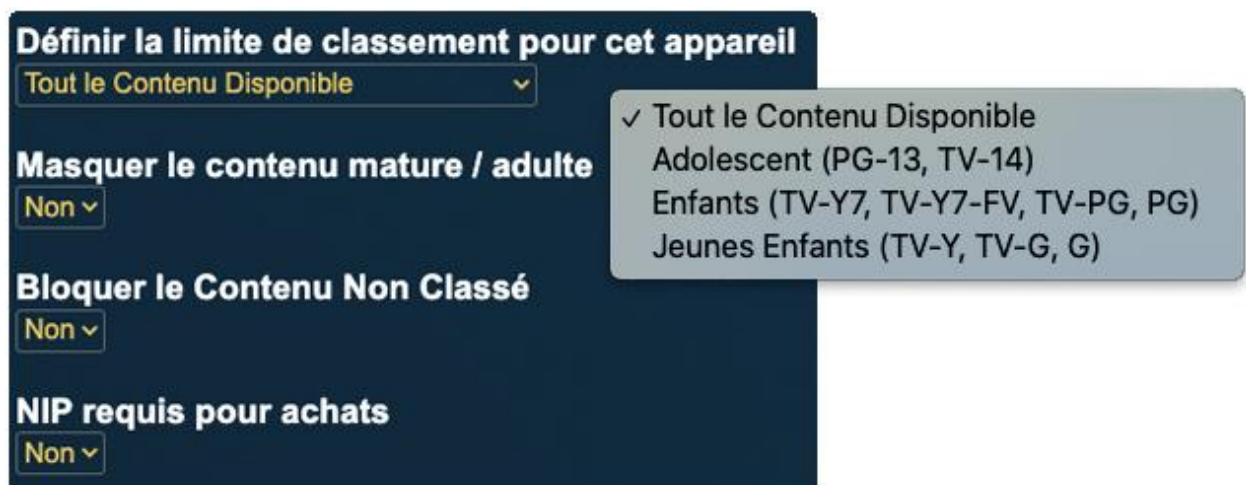 Définir la limite de classement pour cet appareil
Tout le Contenu Disponible
Masquer le contenu mature / adulte
Non
Bloquer le Contenu Non Classé
Non
NIP requis pour achats
Non
✓ Tout le Contenu Disponible
Adolescent (PG-13, TV-14)
Enfants (TV-Y7, TV-Y7-FV, TV-PG, PG)
Jeunes Enfants (TV-Y, TV-G, G)